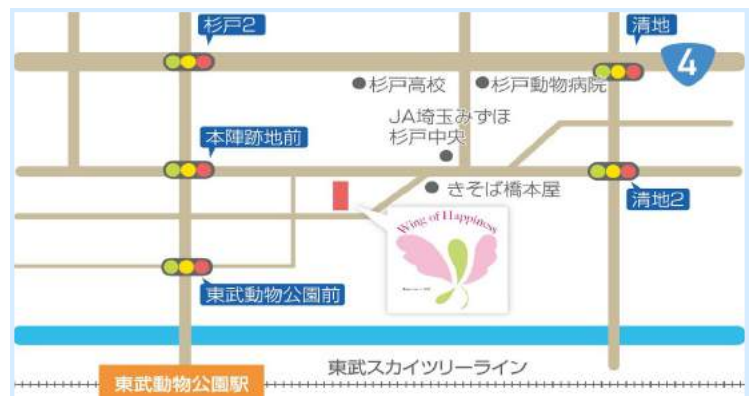 杉戸2
清地
4
杉戸高校
杉戸動物病院
JA埼玉みずほ
杉戸中央
本陣跡地前
きそば橋本屋
清地2
Wing of Happiness
東武動物公園前
東武スカイツリーライン
東武動物公園駅